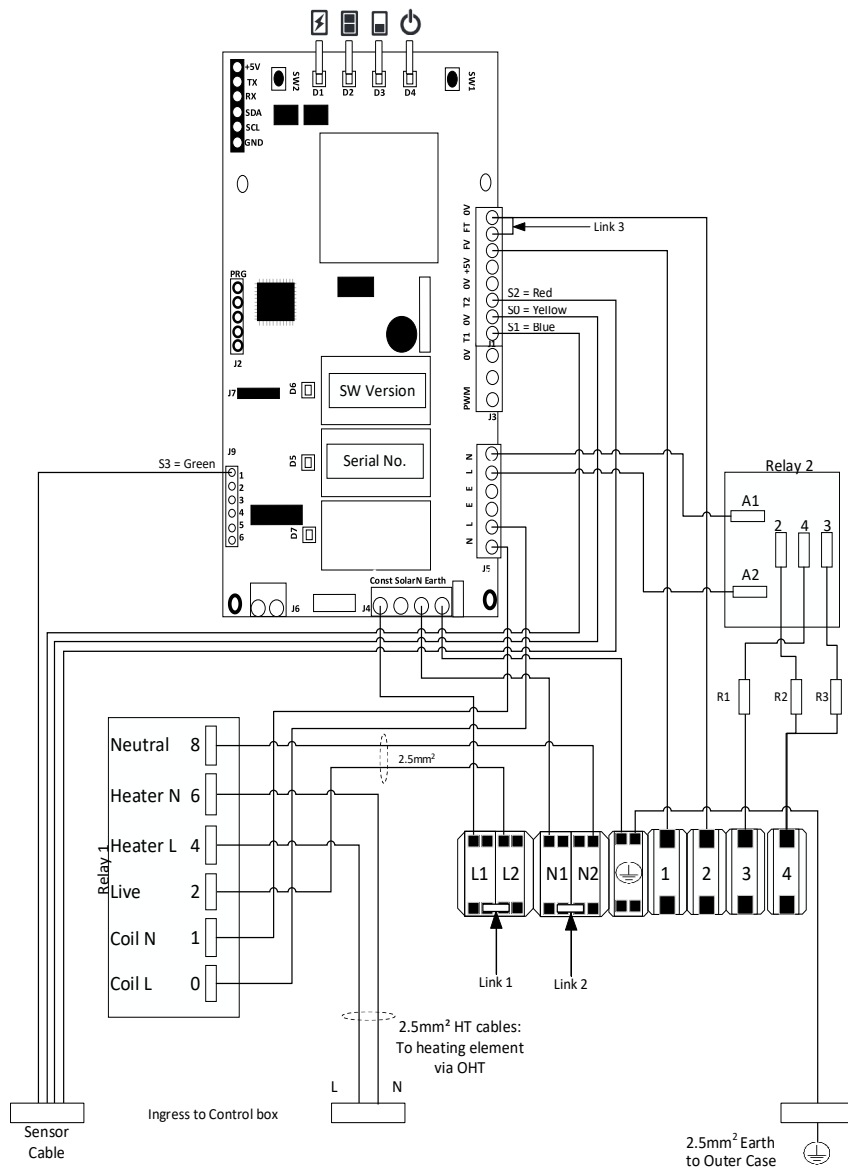 +5V
TX
RX
SDA
SCL
GND
SW2
D1
D2
D3
D4
SW1
0V
FT
FV
+5V
0V
T2
0V
T1
J1
0V
PWM
J3
Link 3
S2 = Red
S0 = Yellow
S1 = Blue
PRG
J2
J7
D6
SW Version
J9
D5
Serial No.
S3 = Green
1
2
3
4
5
6
D7
N
L
E
E
L
N
J5
Const SolarN Earth
J6
J4
Relay 2
A1
2 4 3
A2
R1
R2
R3
Relay 1
Neutral 8
Heater N 6
Heater L 4
Live 2
Coil N 1
Coil L 0
2.5mm²
L1 L2
N1 N2
1
2
3
4
Link 1
Link 2
2.5mm² HT cables:
To heating element
via OHT
L N
Ingress to Control box
Sensor
Cable
2.5mm² Earth
to Outer Case